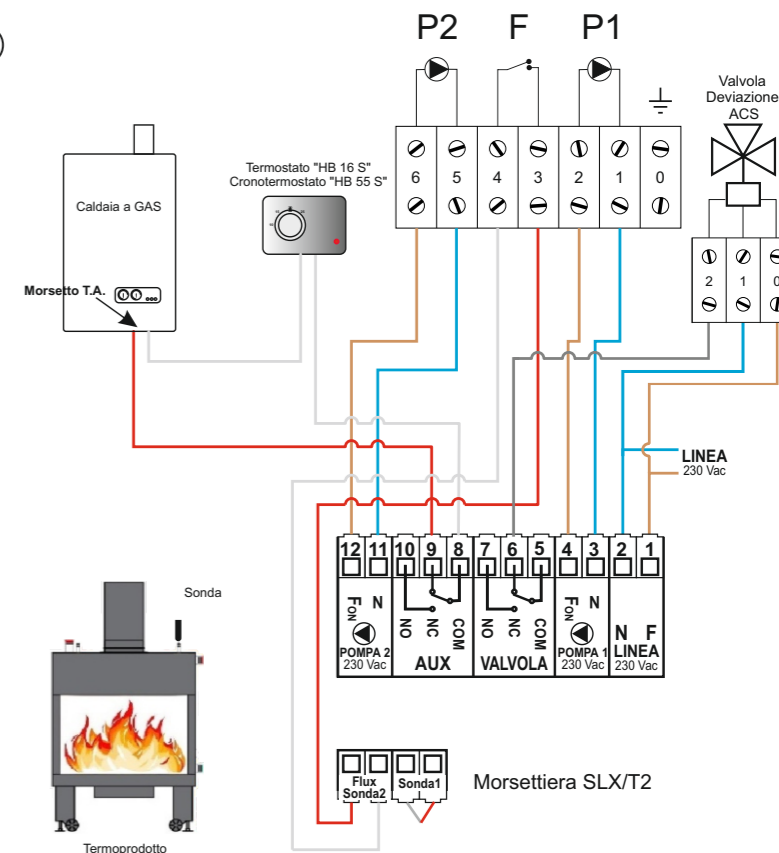 P2 F P1
Valvola
Deviazione
ACS
6 5 4 3 2 1 0
Termostato "HB 16 S"
Cronotermostato "HB 55 S"
Caldaia a GAS
Morsetto T.A.
2 1 0
LINEA
230 Vac
12 11 10 9 8 7 6 5 4 3 2 1
FON N NO NC COM NO NC COM FON N N F
POMPA 2
230 Vac
AUX
VALVOLA
POMPA 1
230 Vac
LINEA
230 Vac
Sonda
Flux
Sonda2
Sonda1
Morsettiera SLX/T2
Termoprodotto